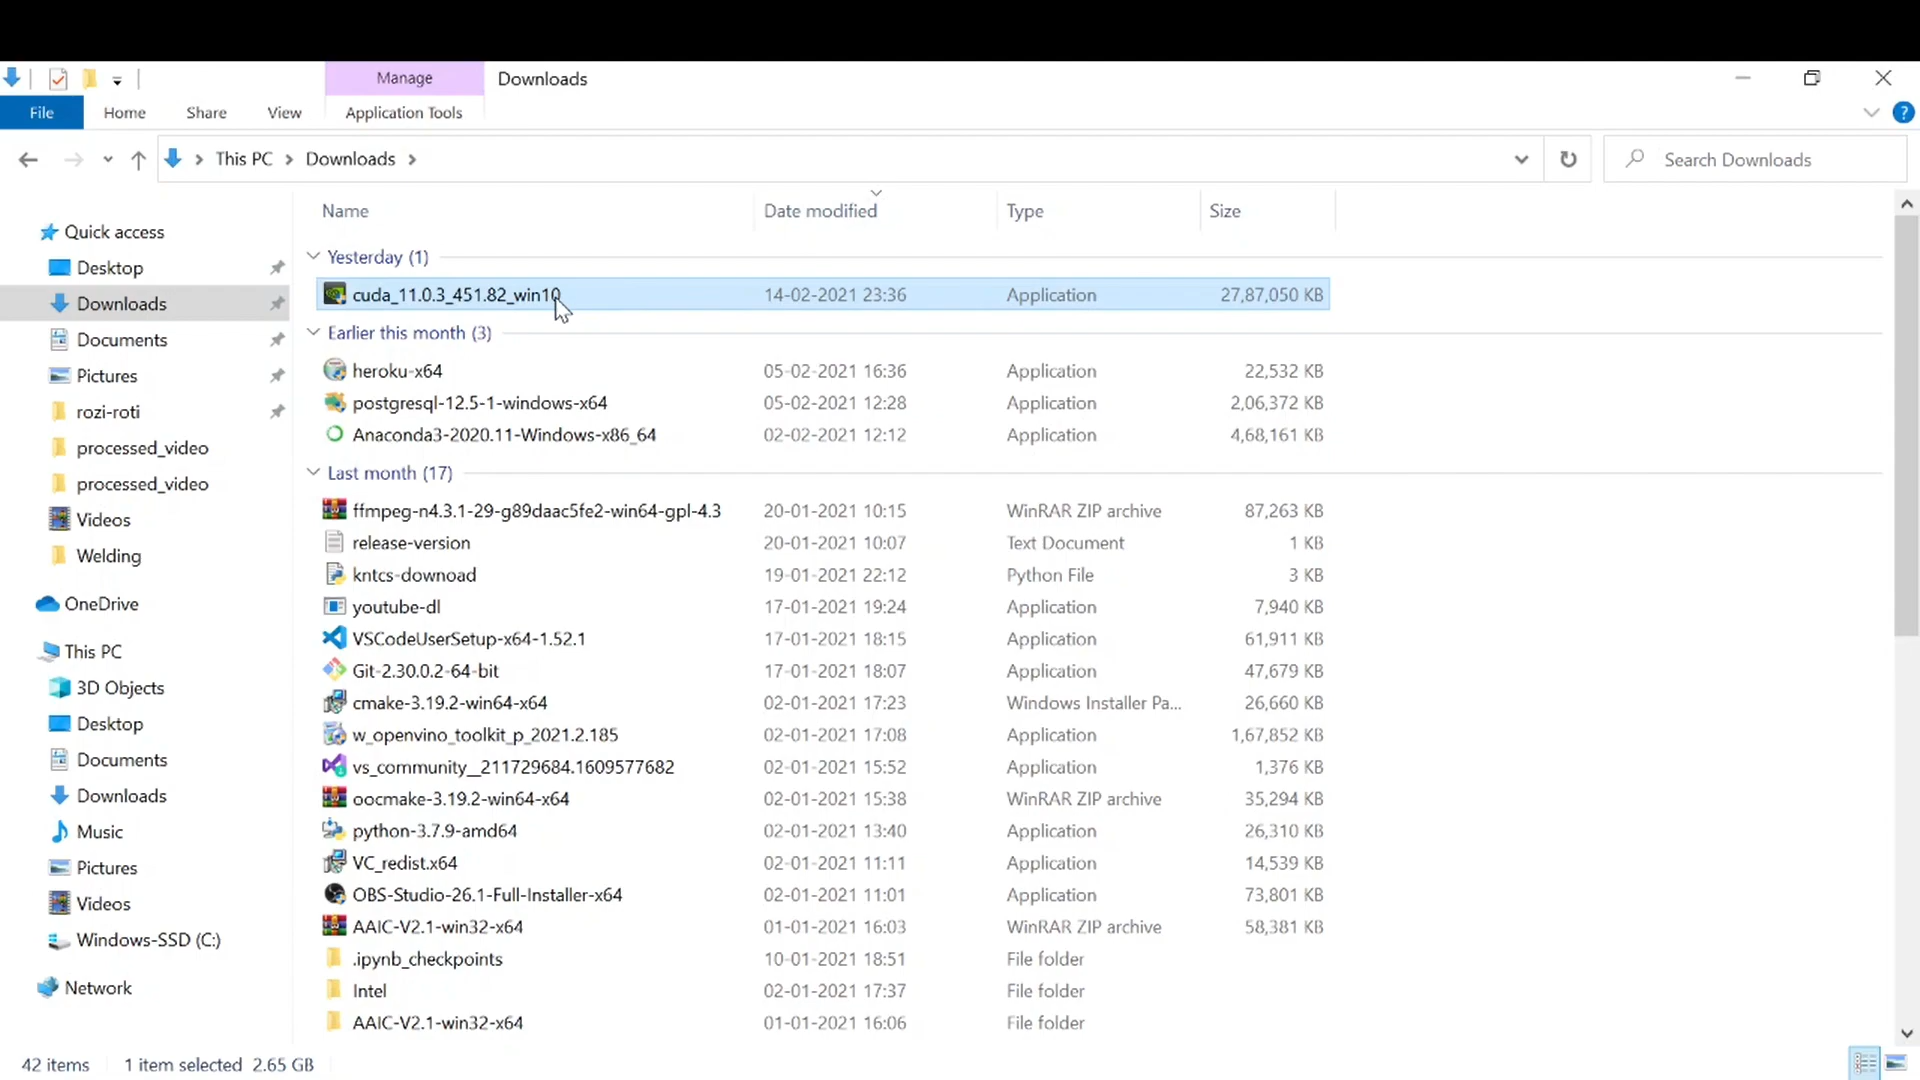 Manage
Downloads
File
Home
Share
View
Application Tools
This PC
Downloads
Search Downloads
Name
Date modified
Type
Size
Quick access
Desktop
Downloads
Documents
Pictures
rozi-roti
processed_video
processed_video
Videos
Welding
OneDrive
This PC
3D Objects
Desktop
Documents
Downloads
Music
Pictures
Videos
Windows-SSD (C:)
Network
Yesterday (1)
cuda_11.0.3_451.82_win10 14-02-2021 23:36 Application 27,87,050 KB
Earlier this month (3)
heroku-x64 05-02-2021 16:36 Application 22,532 KB
postgresql-12.5-1-windows-x64 05-02-2021 12:28 Application 2,06,372 KB
Anaconda3-2020.11-Windows-x86_64 02-02-2021 12:12 Application 4,68,161 KB
Last month (17)
ffmpeg-n4.3.1-29-g89daac5fe2-win64-gpl-4.3 20-01-2021 10:15 WinRAR ZIP archive 87,263 KB
release-version 20-01-2021 10:07 Text Document 1 KB
kntcs-downoad 19-01-2021 22:12 Python File 3 KB
youtube-dl 17-01-2021 19:24 Application 7,940 KB
VSCodeUserSetup-x64-1.52.1 17-01-2021 18:15 Application 61,911 KB
Git-2.30.0.2-64-bit 17-01-2021 18:07 Application 47,679 KB
cmake-3.19.2-win64-x64 02-01-2021 17:23 Windows Installer Pa... 26,660 KB
w_openvino_toolkit_p_2021.2.185 02-01-2021 17:08 Application 1,67,852 KB
vs_community__211729684.1609577682 02-01-2021 15:52 Application 1,376 KB
oocmake-3.19.2-win64-x64 02-01-2021 15:38 WinRAR ZIP archive 35,294 KB
python-3.7.9-amd64 02-01-2021 13:40 Application 26,310 KB
VC_redist.x64 02-01-2021 11:11 Application 14,539 KB
OBS-Studio-26.1-Full-Installer-x64 02-01-2021 11:01 Application 73,801 KB
AAIC-V2.1-win32-x64 01-01-2021 16:03 WinRAR ZIP archive 58,381 KB
.ipynb_checkpoints 10-01-2021 18:51 File folder
Intel 02-01-2021 17:37 File folder
AAIC-V2.1-win32-x64 01-01-2021 16:06 File folder
42 items 1 item selected 2.65 GB